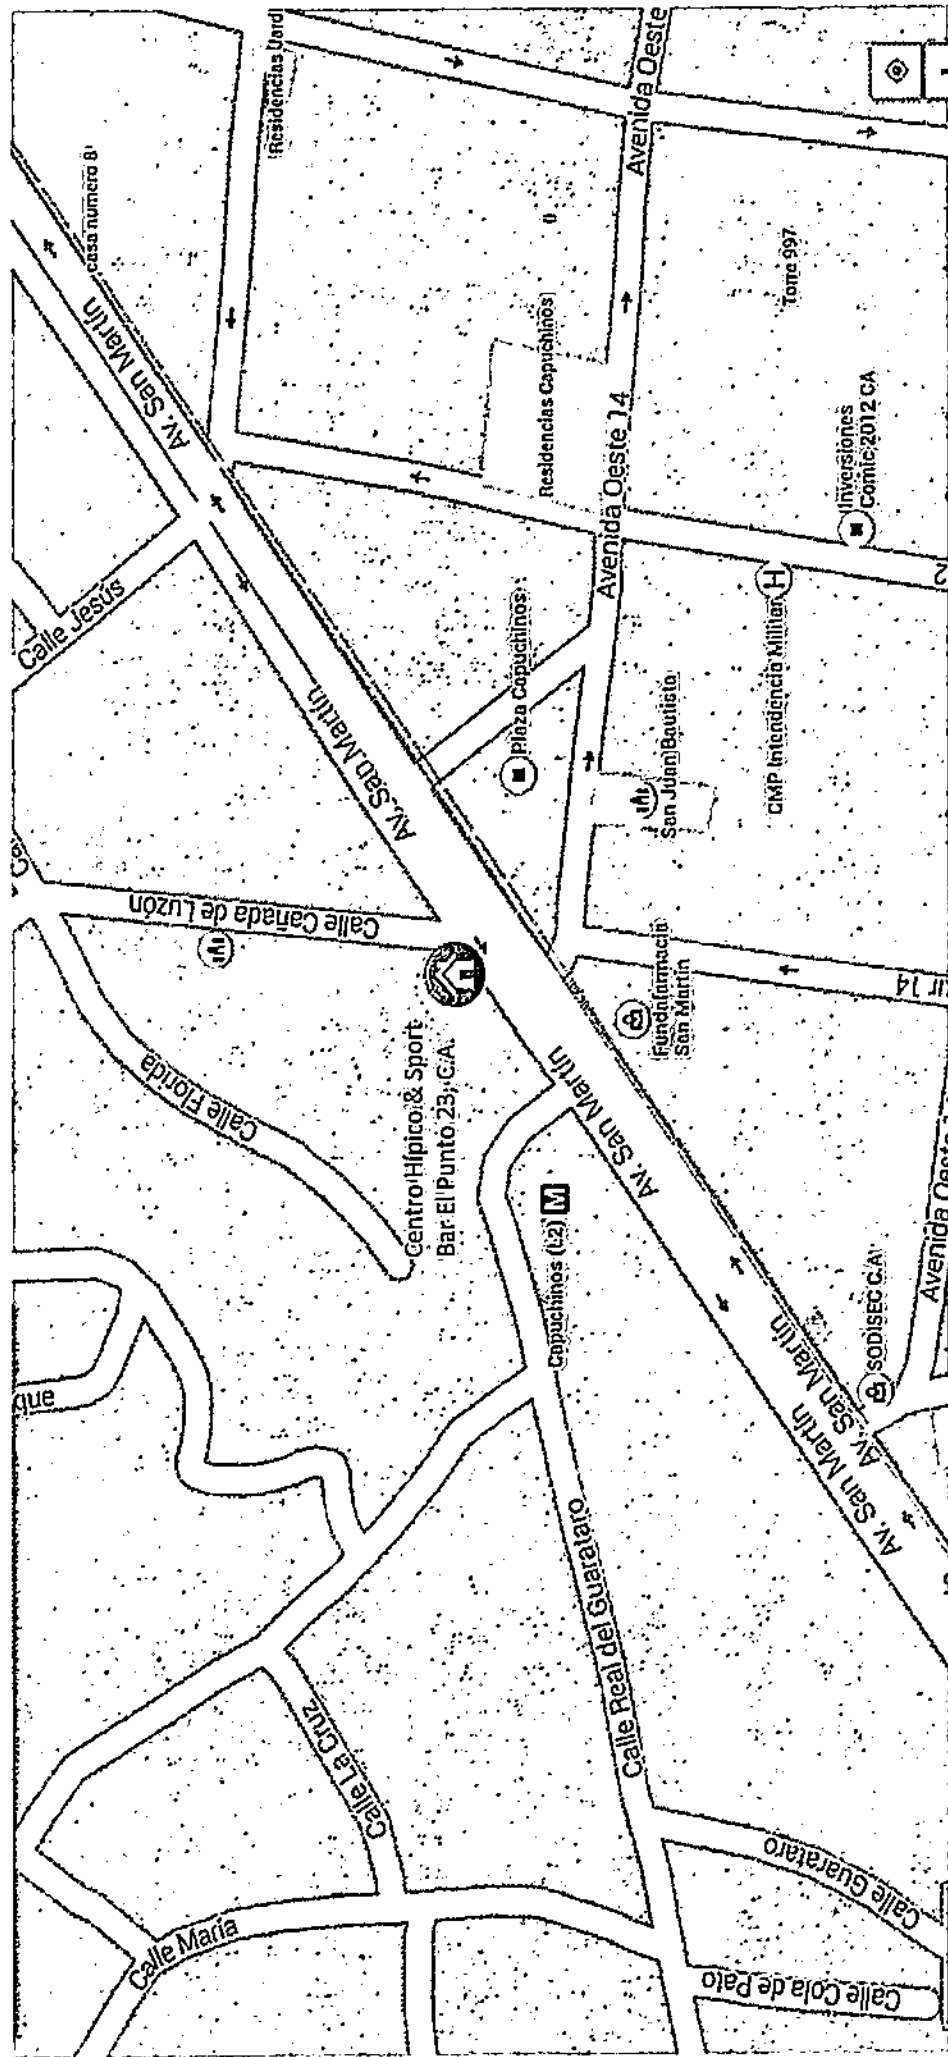 Calle María
Calle La Cruz
Calle Cola de Pato
Calle Guarataro
Calle Real del Guarataro
Calle Florida
Centro Hípico & Sport
Bar El Punto 23, C.A.
Capuchinos (L2) M
Calle Cañada de Luzón
Calle Jesús
casa numero 8
Av. San Martín
Av. San Martín
Av. San Martín
Av. San Martín
Av. San Martín
SODISEC C.A
Fundafarmacia
San Martín
Plaza Capuchinos
San Juan Bautista
CMP Intendencia Militar H
Residencias Capuchinos
Avenida Oeste 14
Avenida Oeste
Inversiones
Comic 2012 CA
Torre 997